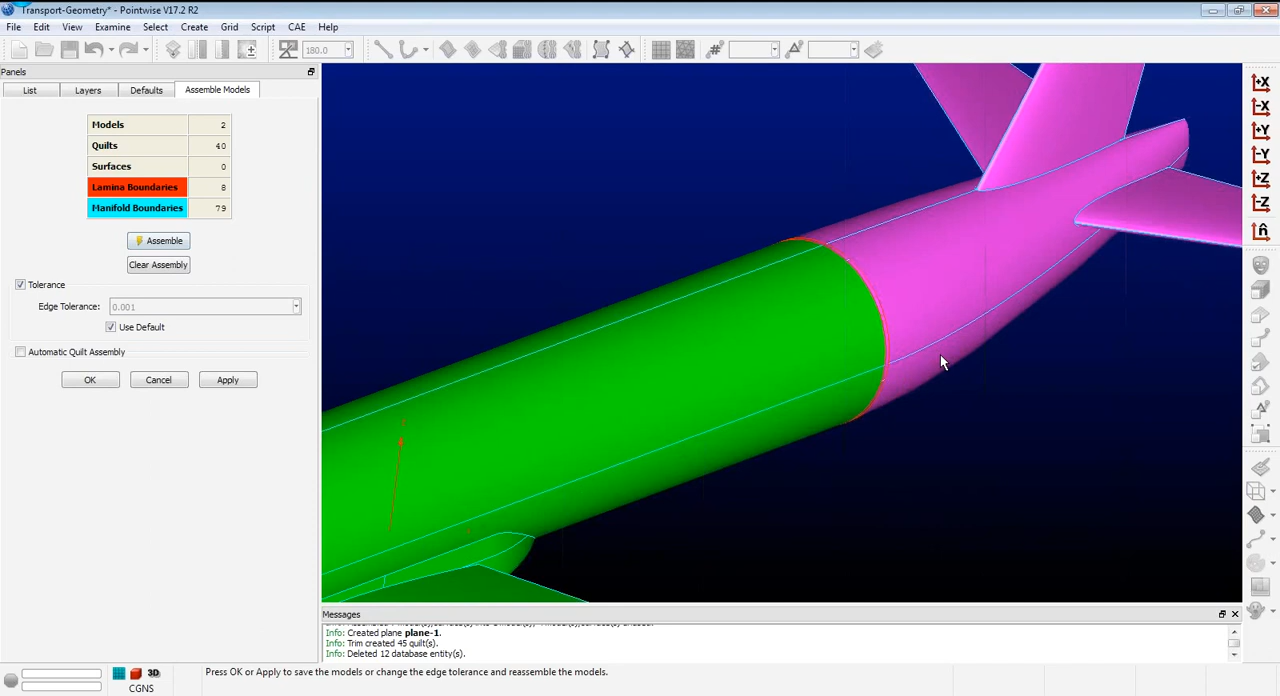 Transport-Geometry* - Pointwise V17.2 R2
File Edit View Examine Select Create Grid Script CAE Help
180.0
Panels
List Layers Defaults Assemble Models
Models 2
Quilts 40
Surfaces 0
Lamina Boundaries 8
Manifold Boundaries 79
Assemble
Clear Assembly
Tolerance
Edge Tolerance: 0.001
Use Default
Automatic Quilt Assembly
OK Cancel Apply
+X
-X
+Y
-Y
+Z
-Z
n̂
Messages
Info: Created plane plane-1.
Info: Trim created 45 quilt(s).
Info: Deleted 12 database entity(s).
3D
CGNS
Press OK or Apply to save the models or change the edge tolerance and reassemble the models.